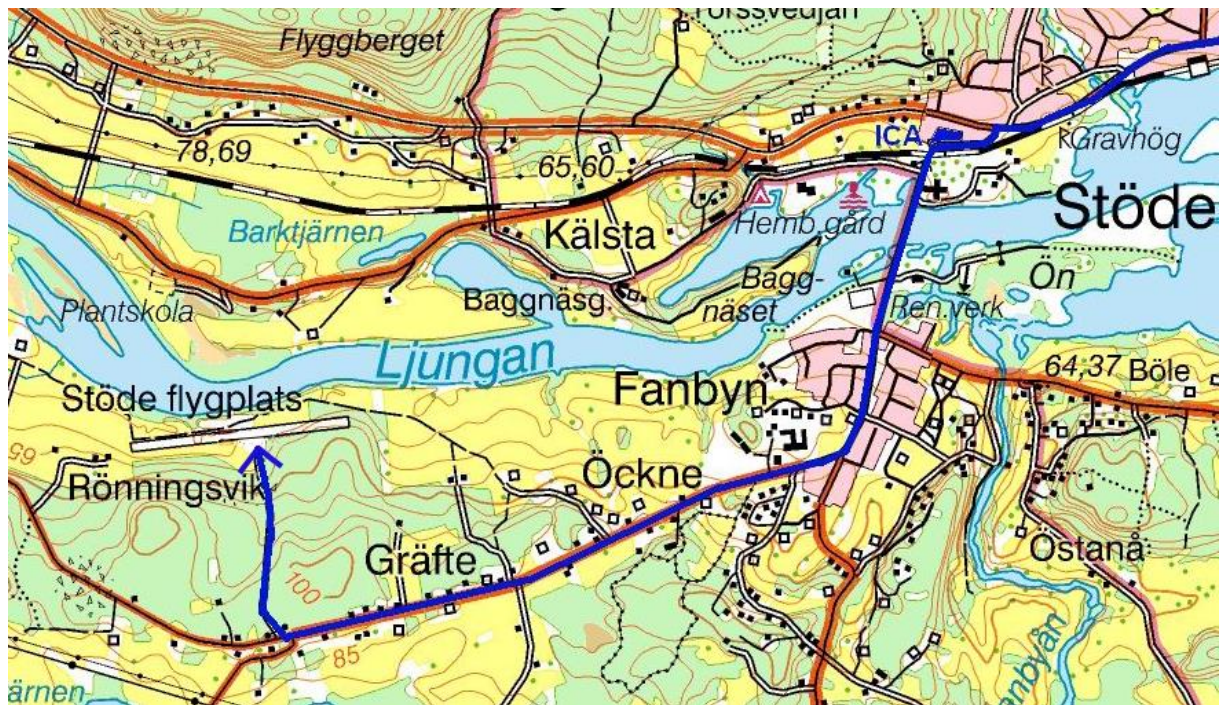 Torssvedjan
Flyggberget
ICA
Gravhög
78,69
65,60
Stöde
Barktjärnen
Kälsta
Hemb.gård
Bagg-
näset
Ön
Plantskola
Baggnäsg.
Ren.verk
Ljungan
64,37
Böle
Stöde flygplats
Fanbyn
Rönningsvik
Öckne
Gräfte
Östanå
100
85